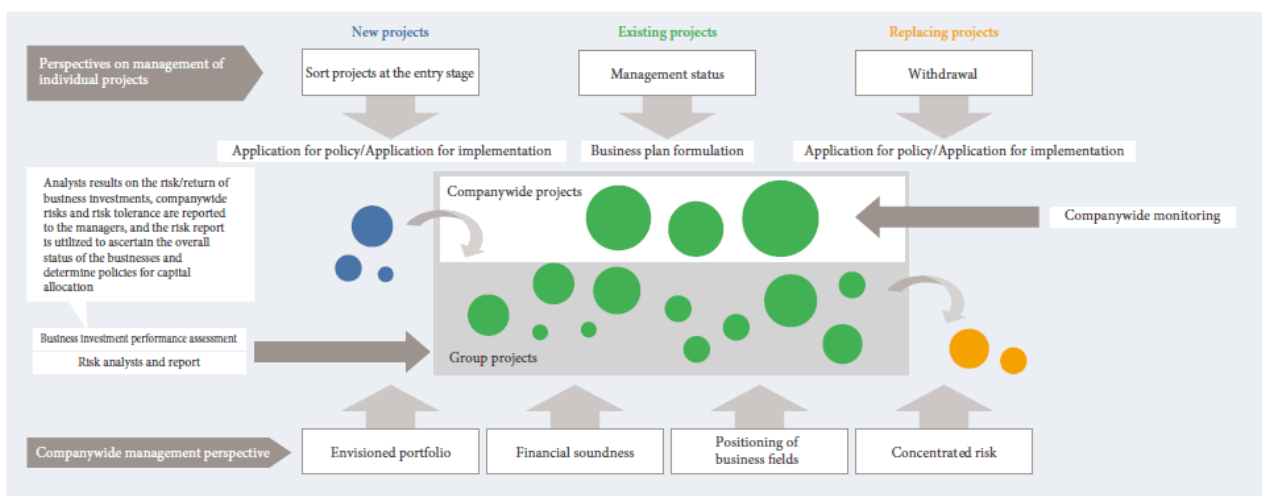 New projects
Existing projects
Replacing projects
Perspectives on management of
individual projects
Sort projects at the entry stage
Management status
Withdrawal
Application for policy/Application for implementation
Business plan formulation
Application for policy/Application for implementation
Analysis results on the risk/return of
business investments, companywide
risks and risk tolerance are reported
to the managers, and the risk report
is utilized to ascertain the overall
status of the businesses and
determine policies for capital
allocation
Companywide projects
Companywide monitoring
Business investment performance assessment
Risk analysis and report
Group projects
Companywide management perspective
Envisioned portfolio
Financial soundness
Positioning of
business fields
Concentrated risk